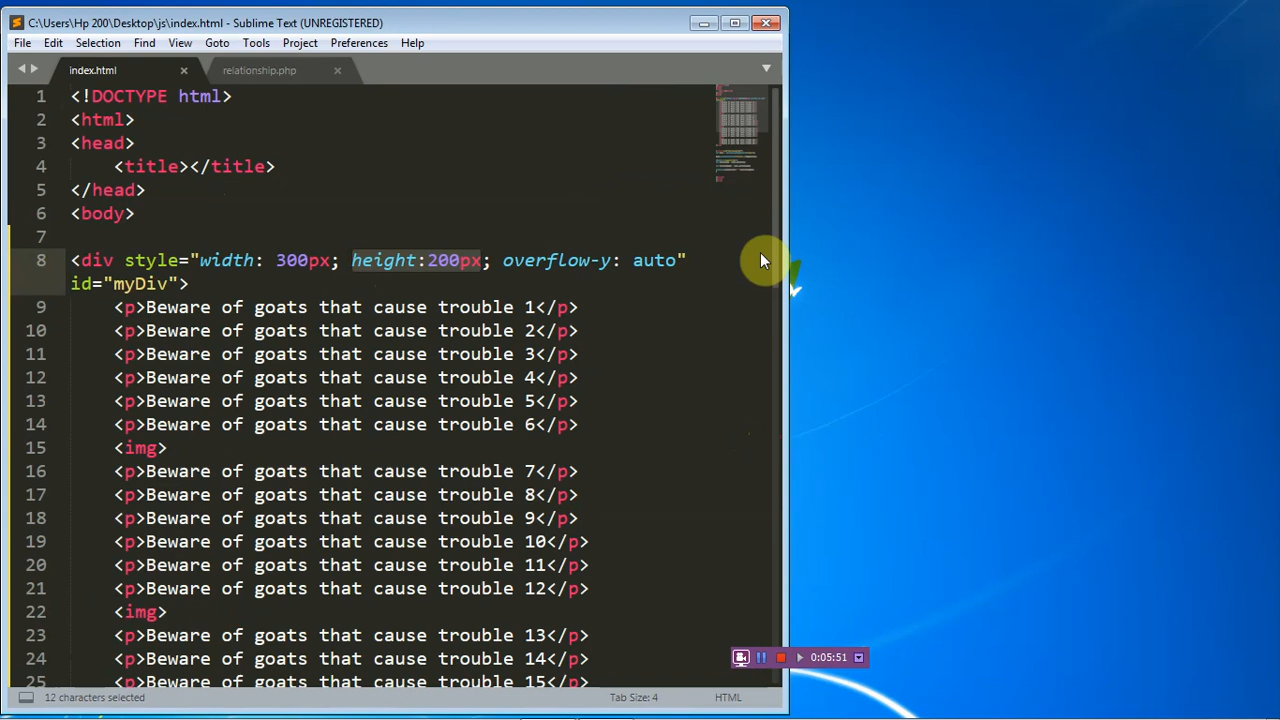 C:\Users\Hp 200\Desktop\js\index.html - Sublime Text (UNREGISTERED)
File Edit Selection Find View Goto Tools Project Preferences Help
index.html relationship.php
1 <!DOCTYPE html>
2 <html>
3 <head>
4 <title></title>
5 </head>
6 <body>
7
8 <div style="width: 300px; height:200px; overflow-y: auto"
id="myDiv">
9 <p>Beware of goats that cause trouble 1</p>
10 <p>Beware of goats that cause trouble 2</p>
11 <p>Beware of goats that cause trouble 3</p>
12 <p>Beware of goats that cause trouble 4</p>
13 <p>Beware of goats that cause trouble 5</p>
14 <p>Beware of goats that cause trouble 6</p>
15 <img>
16 <p>Beware of goats that cause trouble 7</p>
17 <p>Beware of goats that cause trouble 8</p>
18 <p>Beware of goats that cause trouble 9</p>
19 <p>Beware of goats that cause trouble 10</p>
20 <p>Beware of goats that cause trouble 11</p>
21 <p>Beware of goats that cause trouble 12</p>
22 <img>
23 <p>Beware of goats that cause trouble 13</p>
24 <p>Beware of goats that cause trouble 14</p>
25 <p>Beware of goats that cause trouble 15</p>
0:05:51
12 characters selected Tab Size: 4 HTML